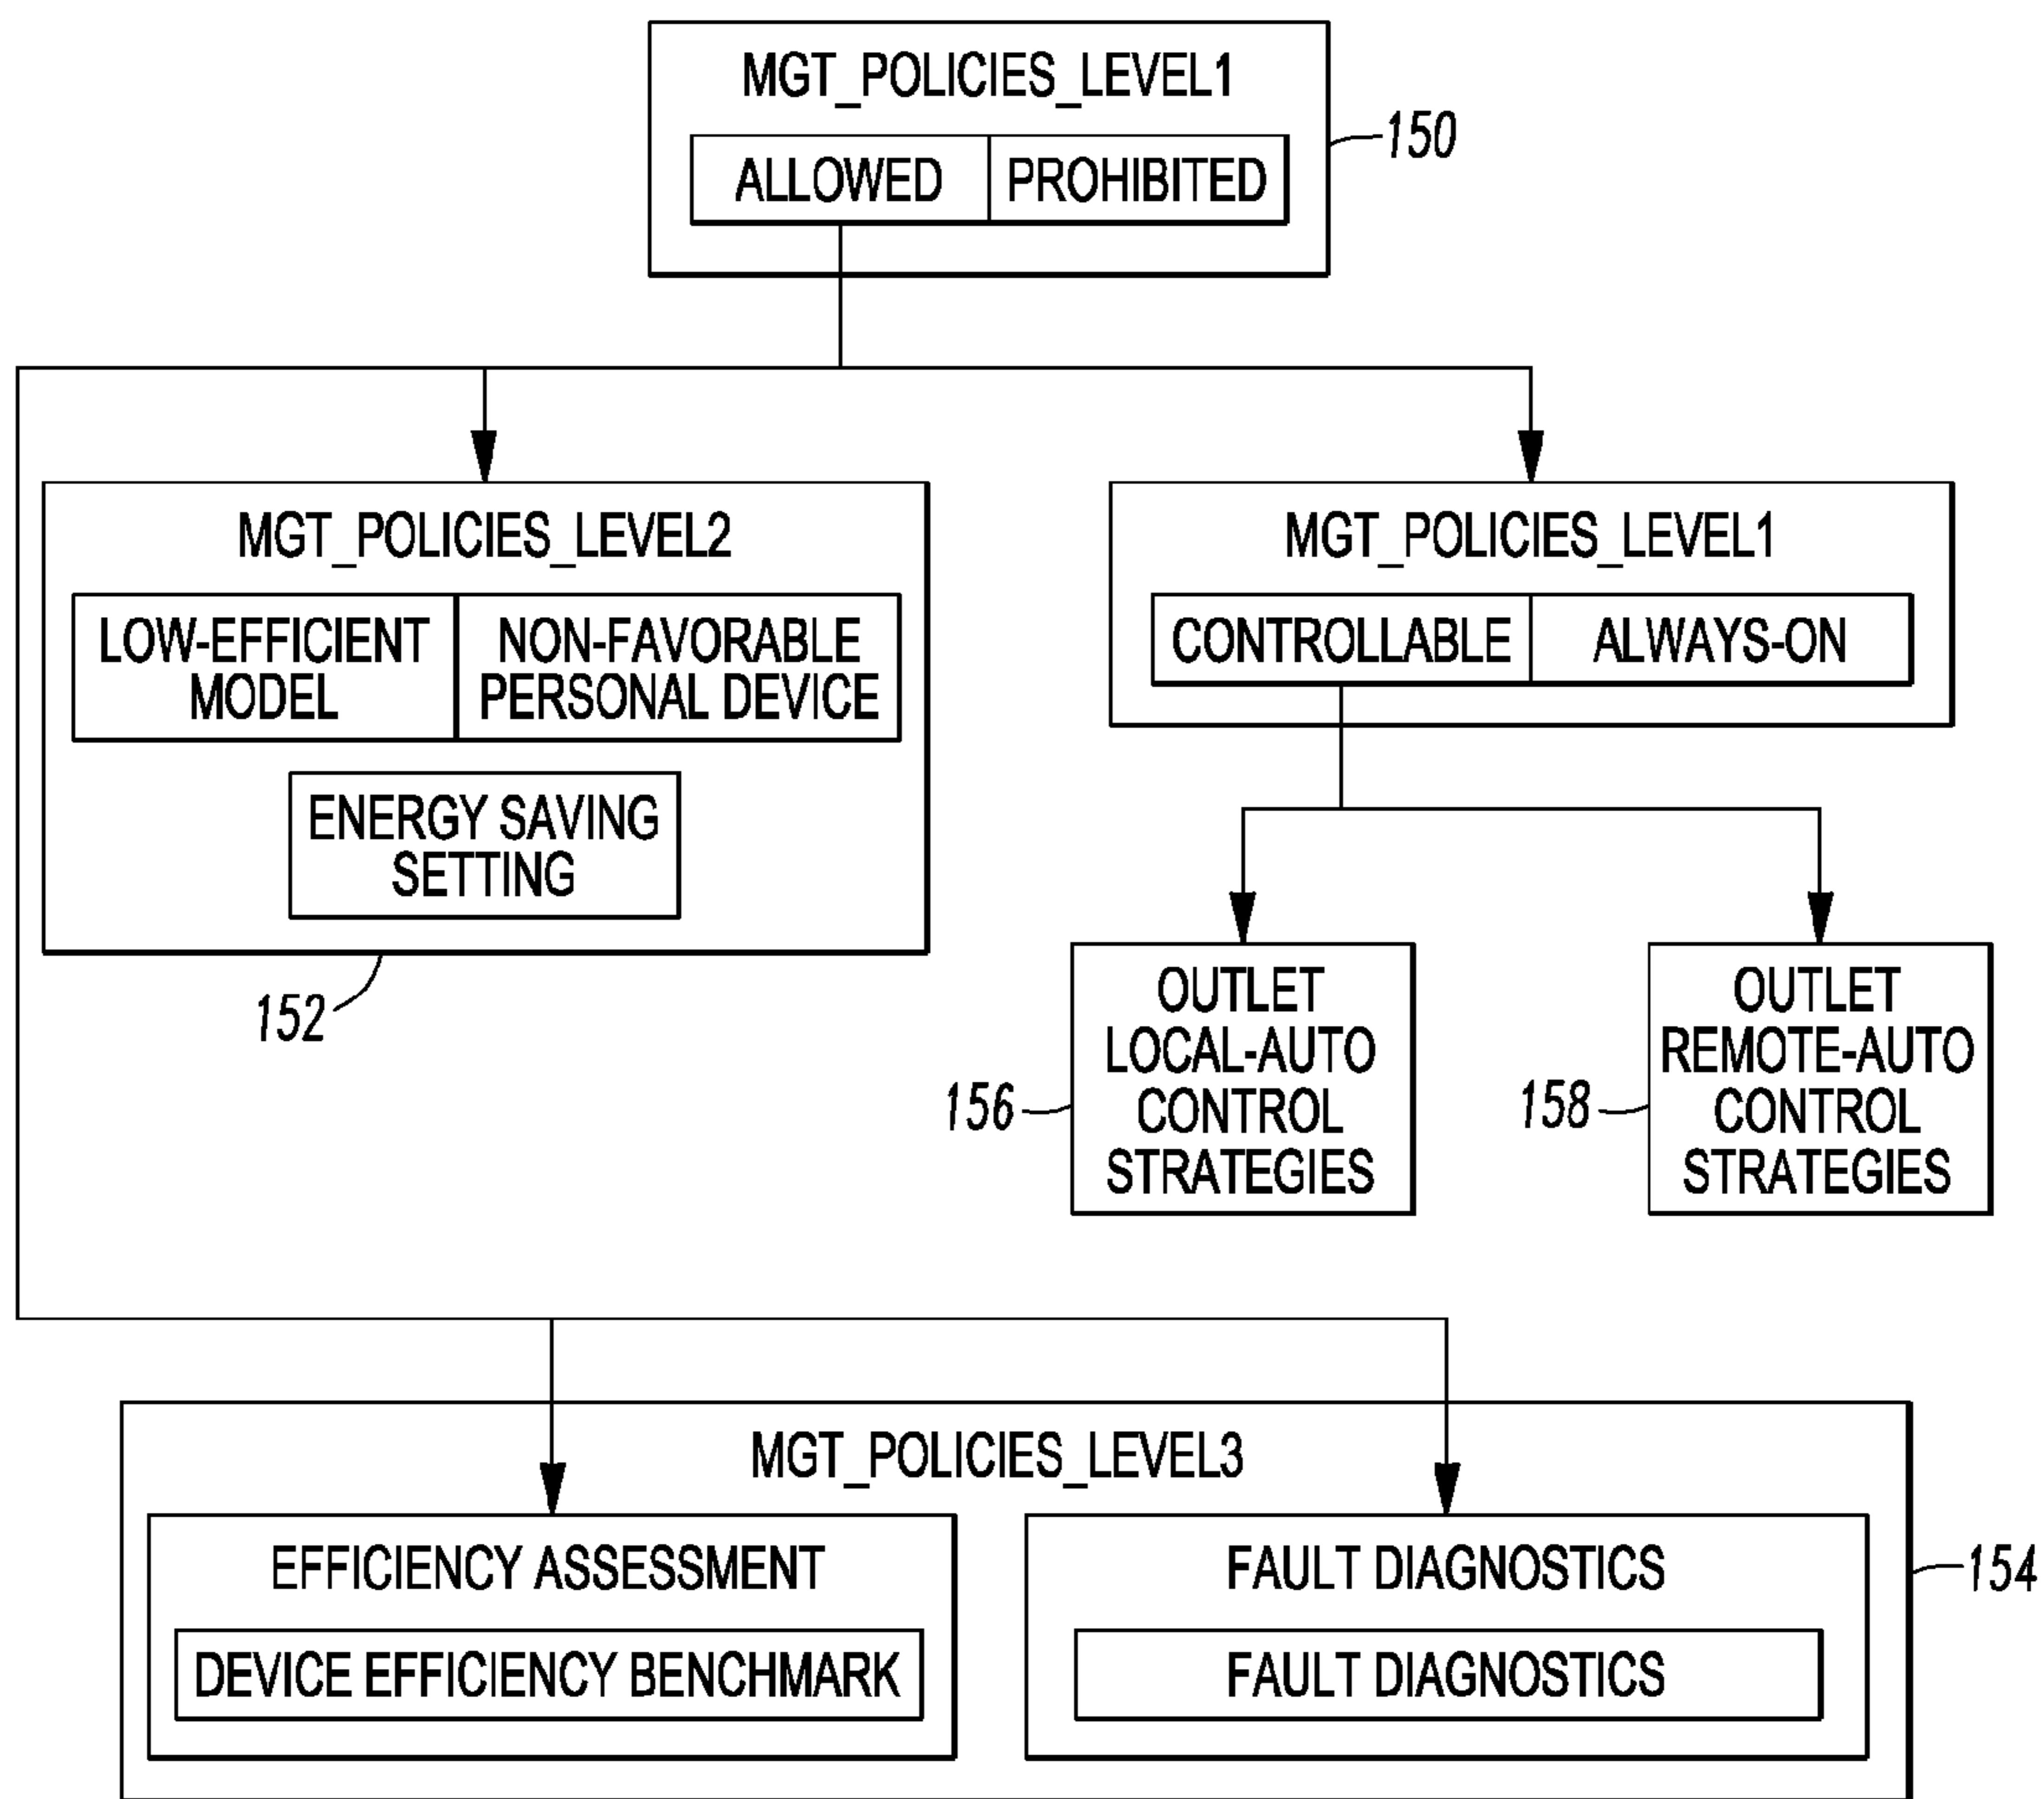 MGT_POLICIES_LEVEL1
ALLOWED
PROHIBITED
150
MGT_POLICIES_LEVEL2
LOW-EFFICIENT
MODEL
NON-FAVORABLE
PERSONAL DEVICE
ENERGY SAVING
SETTING
152
MGT_POLICIES_LEVEL1
CONTROLLABLE
ALWAYS-ON
OUTLET
LOCAL-AUTO
CONTROL
STRATEGIES
156
OUTLET
REMOTE-AUTO
CONTROL
STRATEGIES
158
MGT_POLICIES_LEVEL3
EFFICIENCY ASSESSMENT
DEVICE EFFICIENCY BENCHMARK
FAULT DIAGNOSTICS
FAULT DIAGNOSTICS
154